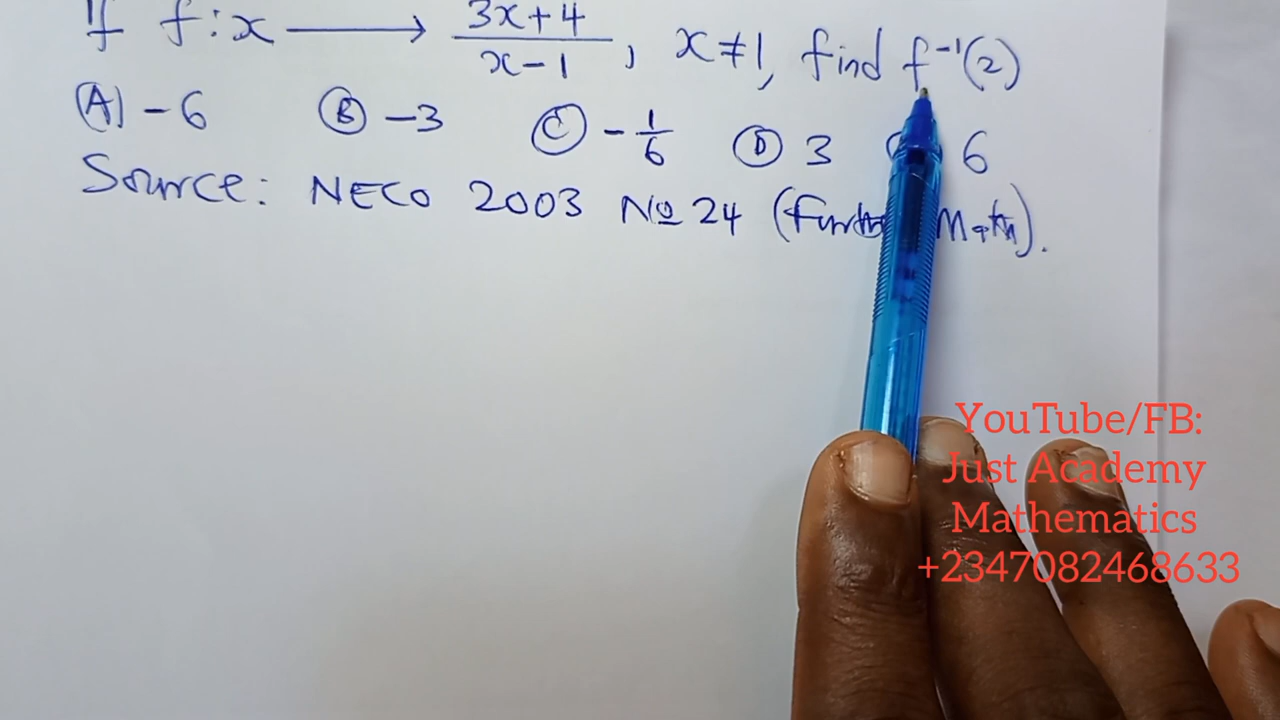 If f:x → 3x+4/x-1, x≠1, find f⁻¹(2)
(A) -6 (B) -3 (C) -1/6 (D) 3 6
Source: NECO 2003 No 24 (Math).
YouTube/FB:
Just Academy
Mathematics
+2347082468633